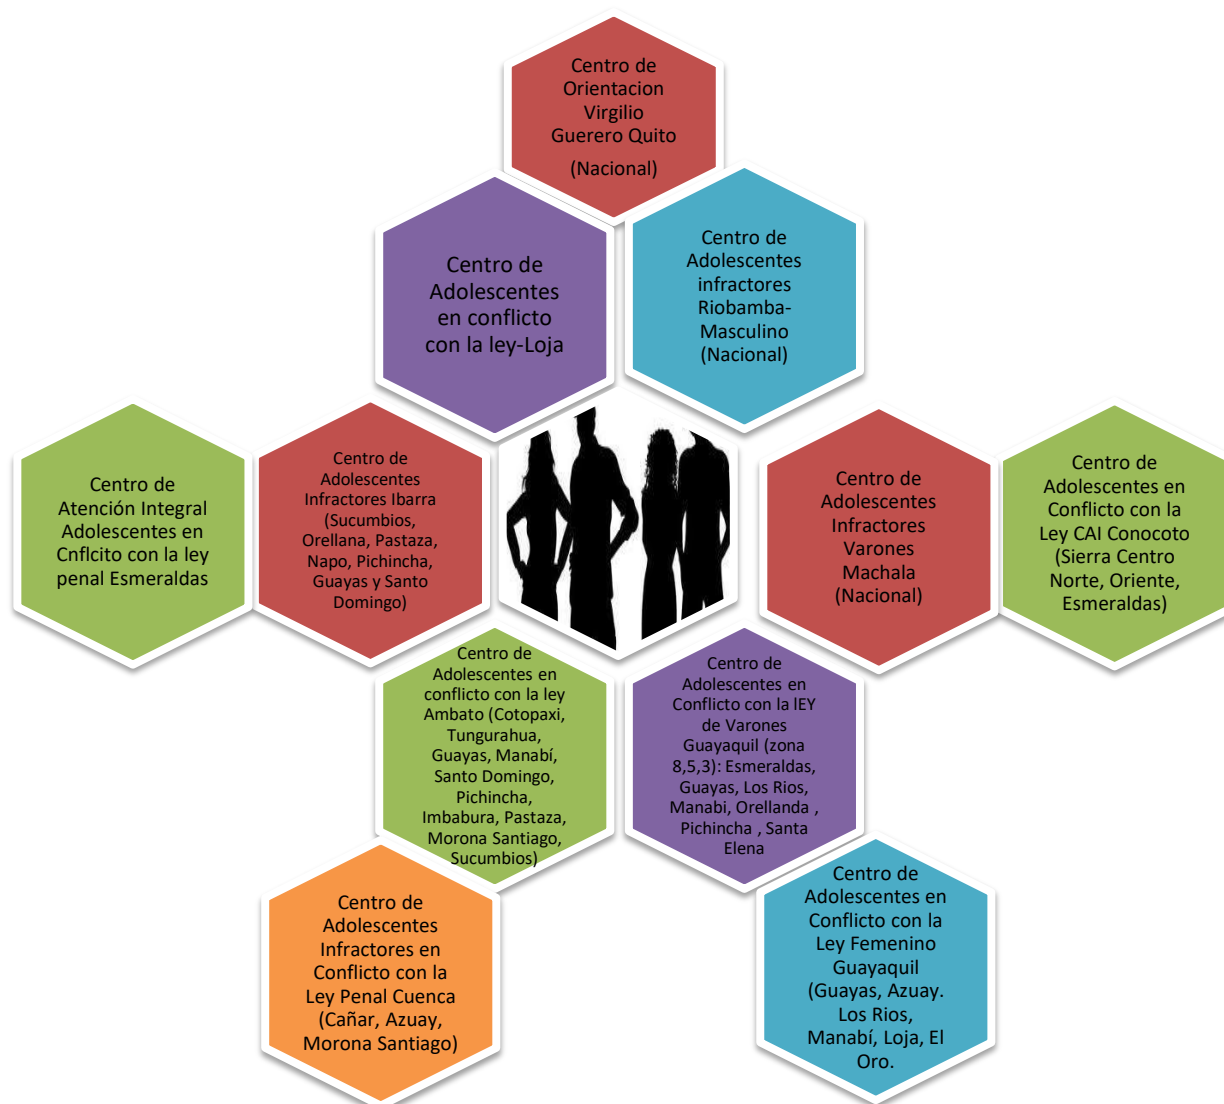 Centro de
Orientacion
Virgilio
Guerero Quito
(Nacional)
Centro de
Adolescentes
en conflicto
con la ley-Loja
Centro de
Adolescentes
infractores
Riobamba-
Masculino
(Nacional)
Centro de
Atención Integral
Adolescentes en
Cnflcito con la ley
penal Esmeraldas
Centro de
Adolescentes
Infractores Ibarra
(Sucumbios,
Orellana, Pastaza,
Napo, Pichincha,
Guayas y Santo
Domingo)
Centro de
Adolescentes
Infractores
Varones
Machala
(Nacional)
Centro de
Adolescentes en
Conflicto con la
Ley CAI Conocoto
(Sierra Centro
Norte, Oriente,
Esmeraldas)
Centro de
Adolescentes en
conflicto con la ley
Ambato (Cotopaxi,
Tungurahua,
Guayas, Manabí,
Santo Domingo,
Pichincha,
Imbabura, Pastaza,
Morona Santiago,
Sucumbios)
Centro de
Adolescentes en
Conflicto con la lEY
de Varones
Guayaquil (zona
8,5,3): Esmeraldas,
Guayas, Los Rios,
Manabi, Orellanda ,
Pichincha , Santa
Elena
Centro de
Adolescentes
Infractores en
Conflicto con la
Ley Penal Cuenca
(Cañar, Azuay,
Morona Santiago)
Centro de
Adolescentes en
Conflicto con la
Ley Femenino
Guayaquil
(Guayas, Azuay.
Los Rios,
Manabí, Loja, El
Oro.